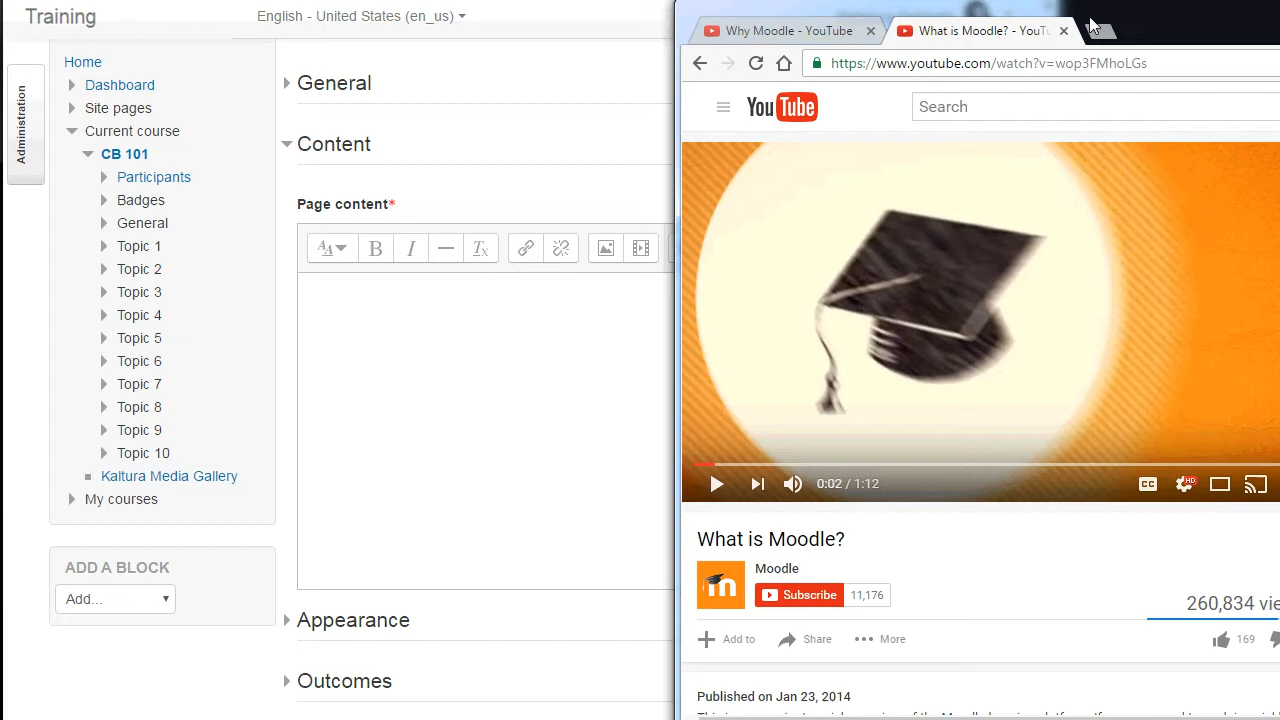 Training
English - United States (en_us)
Administration
Home
Dashboard
Site pages
Current course
CB 101
Participants
Badges
General
Topic 1
Topic 2
Topic 3
Topic 4
Topic 5
Topic 6
Topic 7
Topic 8
Topic 9
Topic 10
Kaltura Media Gallery
My courses
ADD A BLOCK
Add...
General
Content
Page content*
Appearance
Outcomes
Why Moodle - YouTube
What is Moodle? - YouTu
https://www.youtube.com/watch?v=wop3FMhoLGs
YouTube
Search
0:02 / 1:12
CC
HD
What is Moodle?
m
Moodle
Subscribe 11,176
260,834 vie
Add to Share More
169
Published on Jan 23, 2014